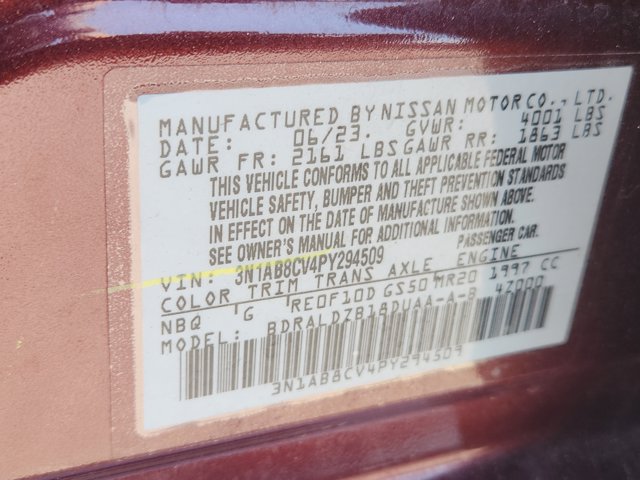 MANUFACTURED BY NISSAN MOTOR CO., LTD.
DATE: 06/23. GVWR: 4001 LBS
GAWR FR: 2161 LBS GAWR RR: 1863 LBS
THIS VEHICLE CONFORMS TO ALL APPLICABLE FEDERAL MOTOR
VEHICLE SAFETY, BUMPER AND THEFT PREVENTION STANDARDS
IN EFFECT ON THE DATE OF MANUFACTURE SHOWN ABOVE.
SEE OWNER'S MANUAL FOR ADDITIONAL INFORMATION.
VIN: 3N1AB8CV4PY294509 PASSENGER CAR.
COLOR TRIM TRANS AXLE ENGINE
NBQ G RE0F10D GS50 MR20 1997 CC
MODEL: BDRALDZB18DUAA-A-B 4Z000
3N1AB8CV4PY294509